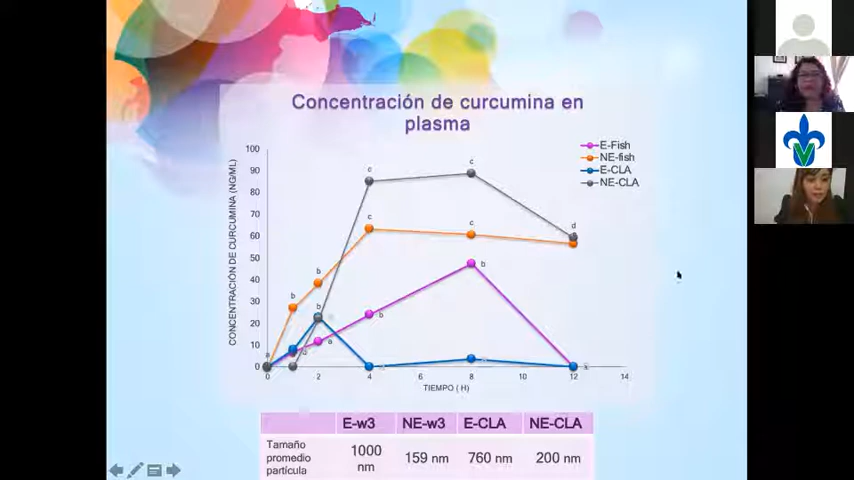 Concentración de curcumina en
plasma
CONCENTRACIÓN DE CURCUMINA (NG/ML)
100
90
80
70
60
50
40
30
20
10
0
E-Fish
NE-fish
E-CLA
NE-CLA
c
c
d
c
c
b
b
b
b
b
a
a
0 2 4 6 8 10 12 14
TIEMPO ( H)
E-w3 NE-w3 E-CLA NE-CLA
Tamaño
promedio
partícula
1000
nm
159 nm 760 nm 200 nm